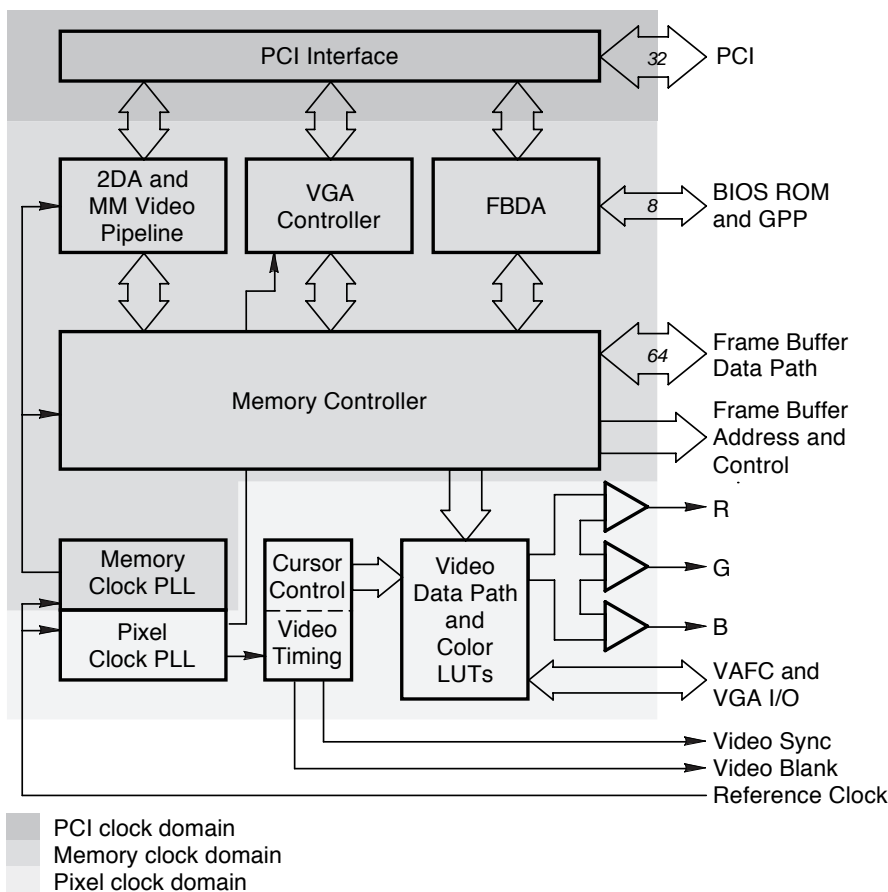 PCI Interface
32
PCI
2DA and
MM Video
Pipeline
VGA
Controller
FBDA
8
BIOS ROM
and GPP
Memory Controller
64
Frame Buffer
Data Path
Frame Buffer
Address and
Control
Memory
Clock PLL
Pixel
Clock PLL
Cursor
Control
Video
Timing
Video
Data Path
and
Color
LUTs
R
G
B
VAFC and
VGA I/O
Video Sync
Video Blank
Reference Clock
PCI clock domain
Memory clock domain
Pixel clock domain